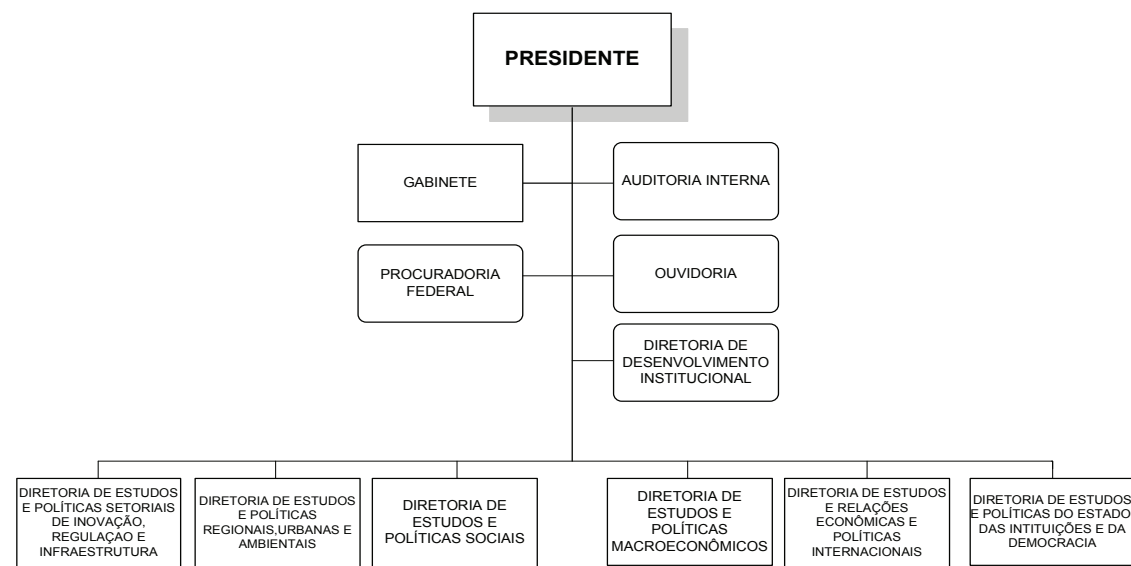 PRESIDENTE
GABINETE
AUDITORIA INTERNA
PROCURADORIA
FEDERAL
OUVIDORIA
DIRETORIA DE
DESENVOLVIMENTO
INSTITUCIONAL
DIRETORIA DE ESTUDOS
E POLÍTICAS SETORIAIS
DE INOVAÇÃO,
REGULAÇAO E
INFRAESTRUTURA
DIRETORIA DE ESTUDOS
E POLÍTICAS
REGIONAIS,URBANAS E
AMBIENTAIS
DIRETORIA DE
ESTUDOS E
POLÍTICAS SOCIAIS
DIRETORIA DE
ESTUDOS E
POLÍTICAS
MACROECONÔMICOS
DIRETORIA DE ESTUDOS
E RELAÇÕES
ECONÔMICAS E
POLÍTICAS
INTERNACIONAIS
DIRETORIA DE ESTUDOS
E POLÍTICAS DO ESTADO
DAS INTITUIÇÕES E DA
DEMOCRACIA